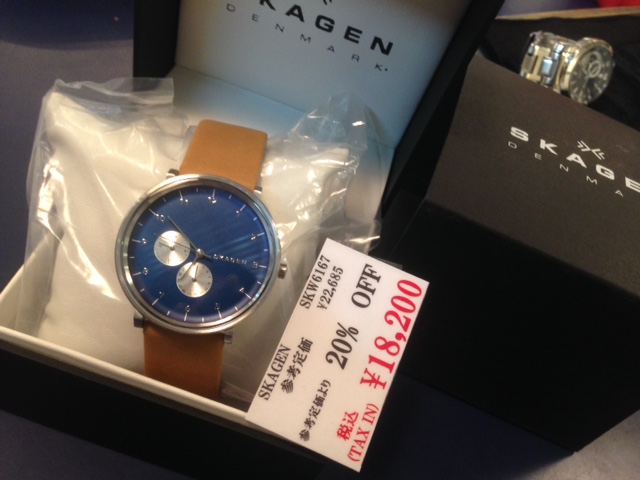 SKAGEN
DENMARK
SKAGEN
SKAGEN SKW6167
参考定価 ¥22,685
参考定価より 20% OFF
税込
(TAX IN) ¥18,200
SKAGEN
DENMA